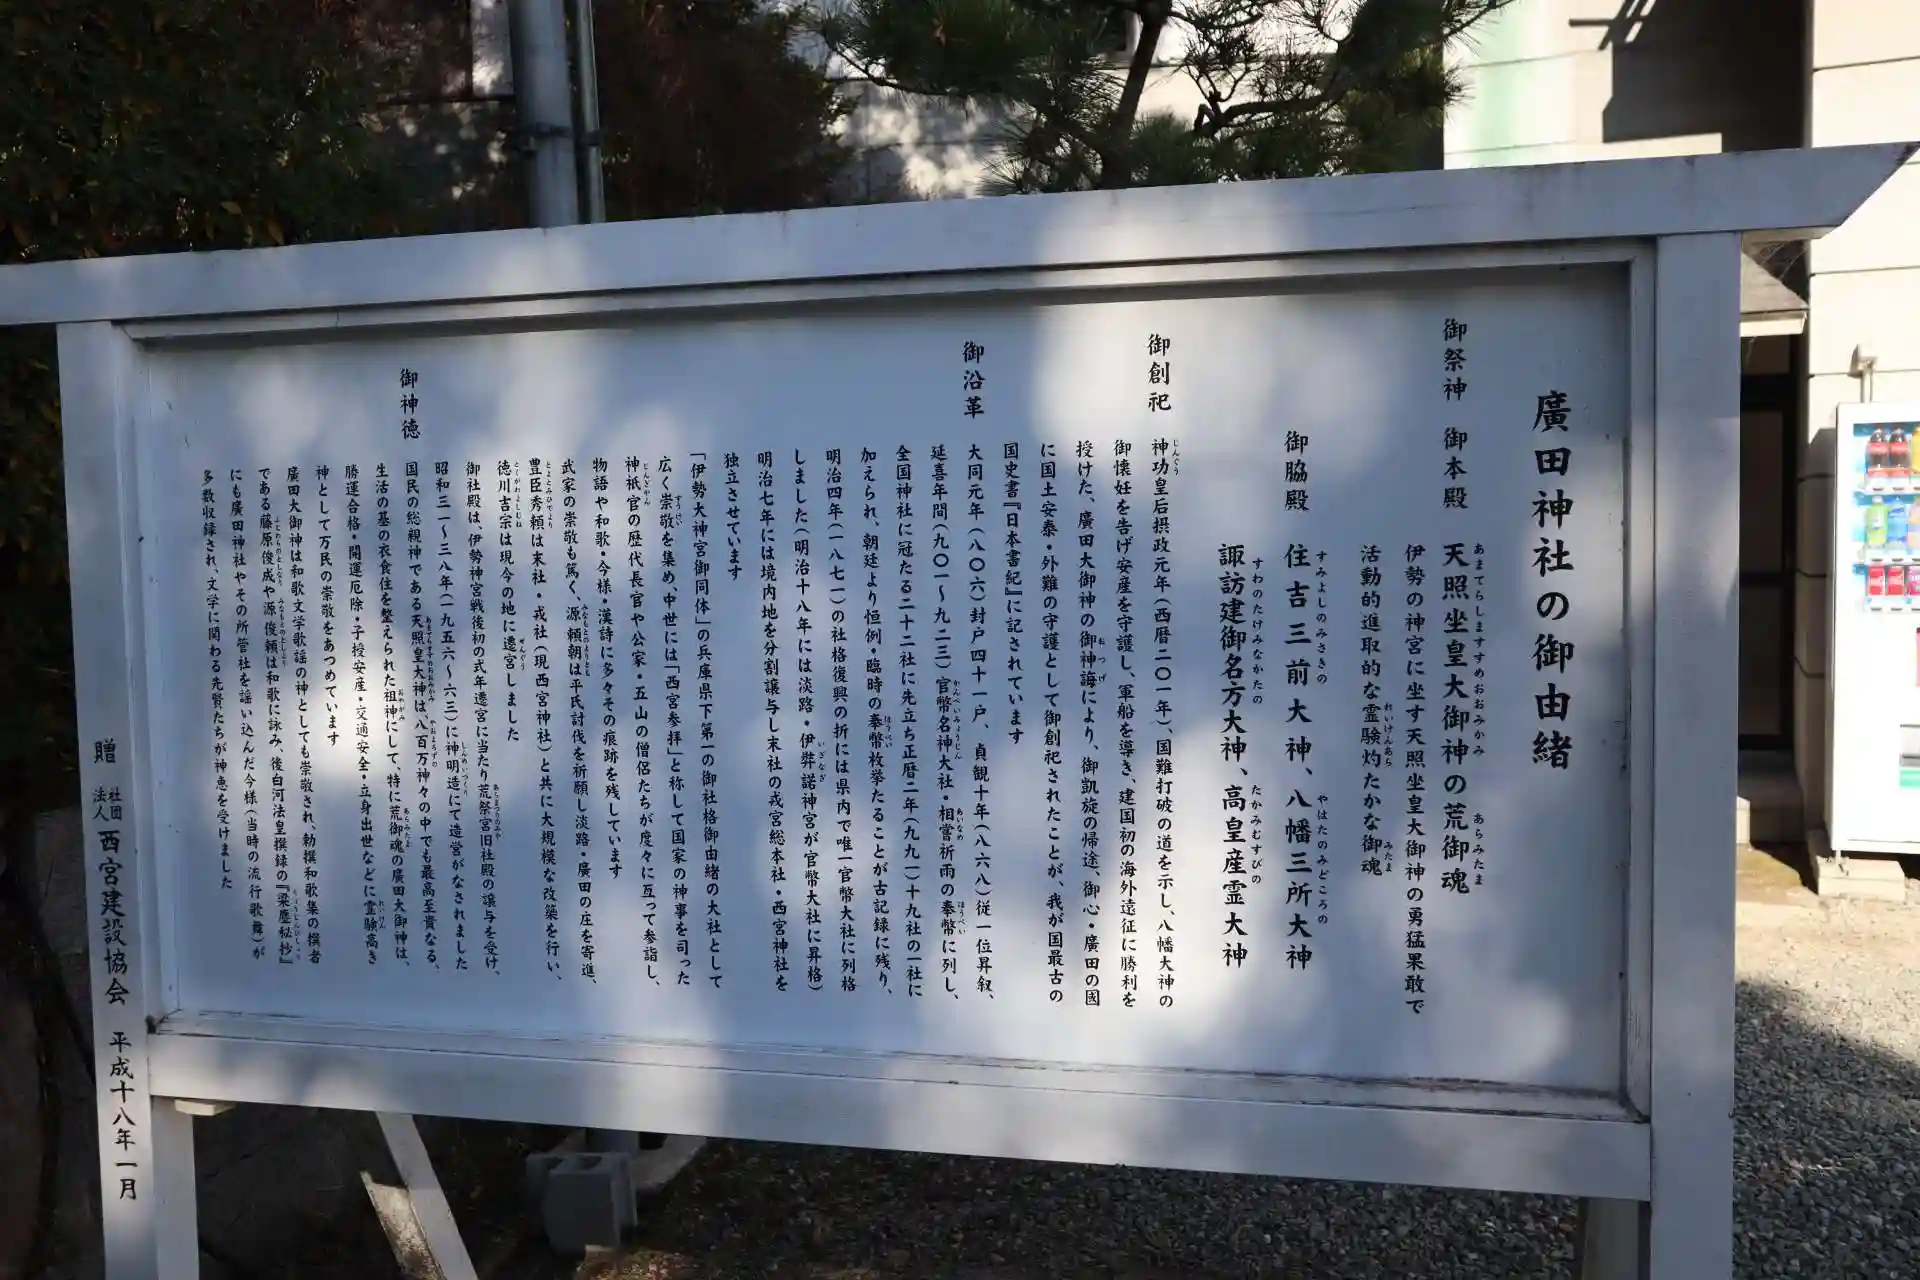 廣田神社の御由緒
御祭神 御本殿 天照坐皇大御神の荒御魂
伊勢の神宮に坐す天照坐皇大御神の勇猛果敢で
活動的進取的な霊験灼たかな御魂
御脇殿 住吉三前大神、八幡三所大神
諏訪建御名方大神、高皇産霊大神
御創祀 神功皇后摂政元年(西暦二〇一年)、国難打破の道を示し、八幡大神の
御懐妊を告げ安産を守護し、軍船を導き、建国初の海外遠征に勝利を
授けた、廣田大御神の御神誨により、御凱旋の帰途、御心・廣田の国
に国土安泰・外難の守護として御創祀されたことが、我が国最古の
国史書『日本書紀』に記されています
御沿革 大同元年(八〇六)封戸四十一戸、貞観十年(八六八)従一位昇叙、
延喜年間(九〇一〜九二三)官幣名神大社・相嘗祈雨の奉幣に列し、
全国神社に冠たる二十二社に先立ち正暦二年(九九一)十九社の一社に
加えられ、朝廷より恒例・臨時の奉幣枚挙たることが古記録に残り、
明治四年(一八七一)の社格復興の折には県内で唯一官幣大社に列格
しました(明治十八年には淡路・伊弉諾神宮が官幣大社に昇格)
明治七年には境内地を分割譲与し末社の戎宮総本社・西宮神社を
独立させています
「伊勢大神宮御同体」の兵庫県下第一の御社格御由緒の大社として
広く崇敬を集め、中世には「西宮参拝」と称して国家の神事を司った
神祇官の歴代長官や公家・五山の僧侶たちが度々に亙って参詣し、
物語や和歌・今様・漢詩に多々その痕跡を残しています
武家の崇敬も篤く、源頼朝は平氏討伐を祈願し淡路・廣田の庄を寄進、
豊臣秀頼は末社・戎社(現西宮神社)と共に大規模な改築を行い、
徳川吉宗は現今の地に遷宮しました
御社殿は、伊勢神宮戦後初の式年遷宮に当たり荒祭宮旧社殿の譲与を受け、
昭和三一〜三八年(一九五六〜六三)に神明造にて造営がなされました
御神徳 国民の総親神である天照皇大神は、八百万神々の中でも最高至貴なる、
生活の基の衣食住を整えられた祖神にして、特に荒御魂の廣田大御神は、
勝運合格・開運厄除・子授安産・交通安全・立身出世などに霊験高き
神として万民の崇敬をあつめています
廣田大御神は和歌文学歌謡の神としても崇敬され、勅撰和歌集の撰者
である藤原俊成や源俊頼は和歌に詠み、後白河法皇撰録の『梁塵秘抄』
にも廣田神社やその所管社を謡い込んだ今様(当時の流行歌舞)が
多数収録され、文学に関わる先賢たちが神恵を受けました
贈 社団法人 西宮建設協会 平成十八年一月